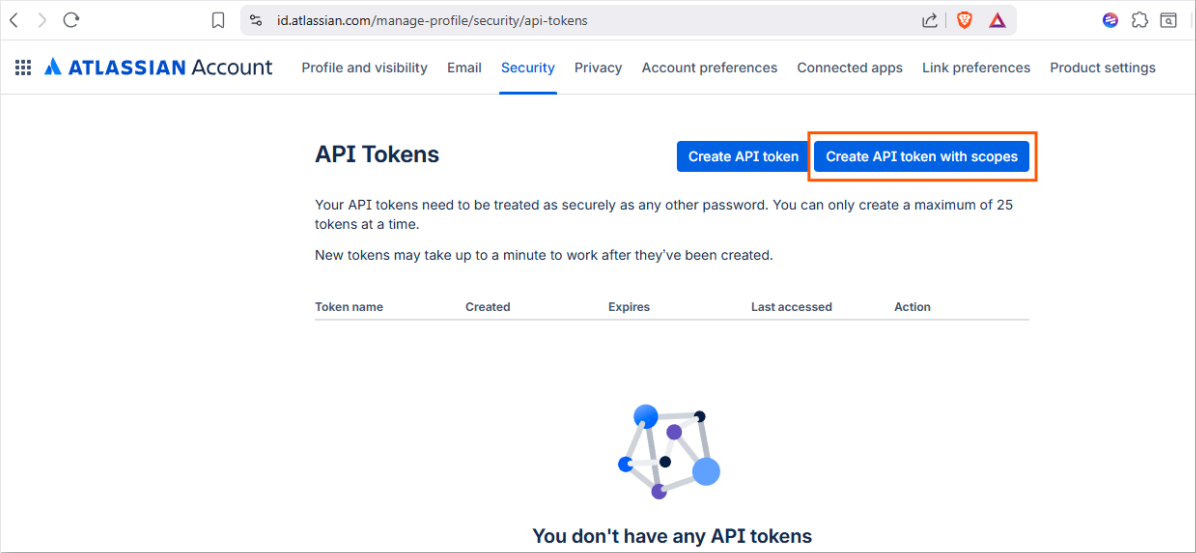 id.atlassian.com/manage-profile/security/api-tokens
ATLASSIAN Account Profile and visibility Email Security Privacy Account preferences Connected apps Link preferences Product settings
API Tokens Create API token Create API token with scopes
Your API tokens need to be treated as securely as any other password. You can only create a maximum of 25
tokens at a time.
New tokens may take up to a minute to work after they've been created.
Token name Created Expires Last accessed Action
You don't have any API tokens